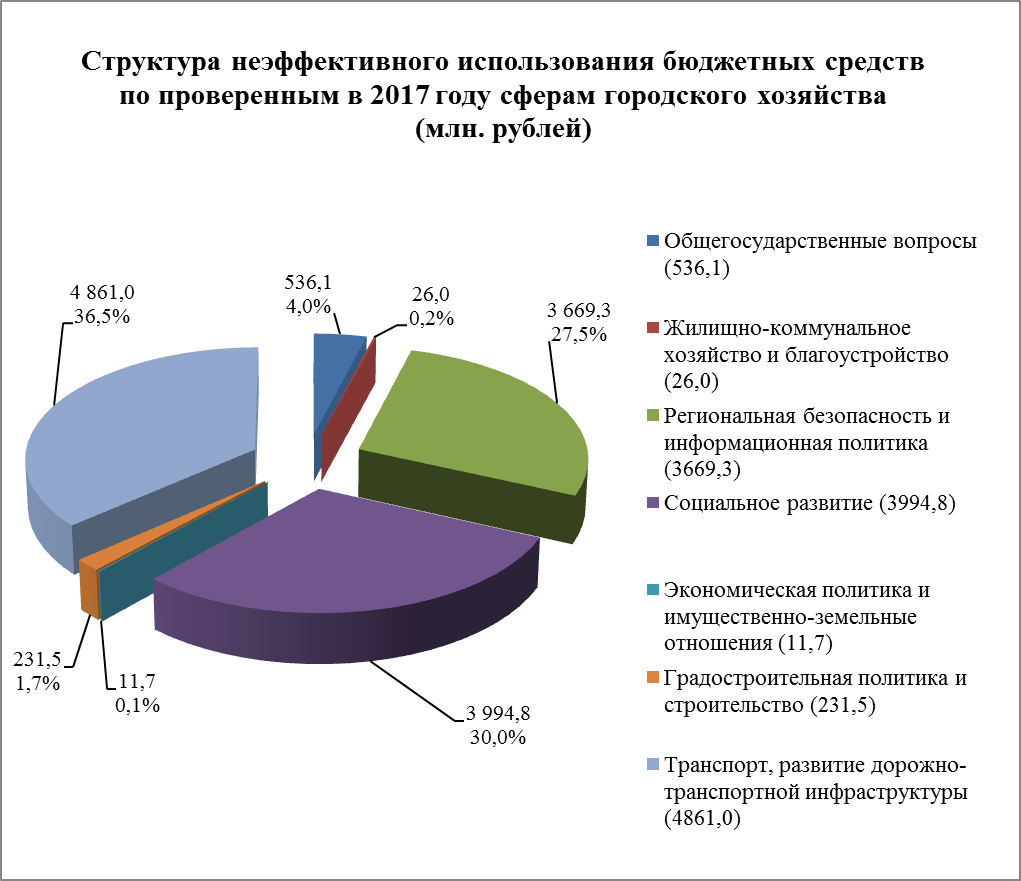 Структура неэффективного использования бюджетных средств
по проверенным в 2017 году сферам городского хозяйства
(млн. рублей)
4 861,0
36,5%
536,1
4,0%
26,0
0,2%
3 669,3
27,5%
231,5
1,7%
11,7
0,1%
3 994,8
30,0%
Общегосударственные вопросы
(536,1)
Жилищно-коммунальное
хозяйство и благоустройство
(26,0)
Региональная безопасность и
информационная политика
(3669,3)
Социальное развитие (3994,8)
Экономическая политика и
имущественно-земельные
отношения (11,7)
Градостроительная политика и
строительство (231,5)
Транспорт, развитие дорожно-
транспортной инфраструктуры
(4861,0)